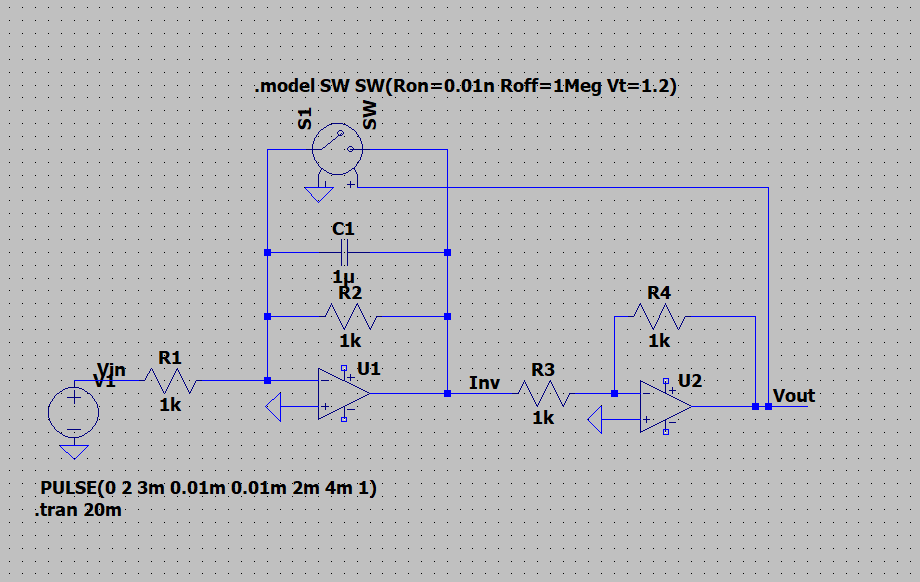 .model SW SW(Ron=0.01n Roff=1Meg Vt=1.2)
S1
SW
C1
1µ
R2
1k
R4
1k
Vin
V1
R1
1k
U1
Inv
R3
1k
U2
Vout
PULSE(0 2 3m 0.01m 0.01m 2m 4m 1)
.tran 20m